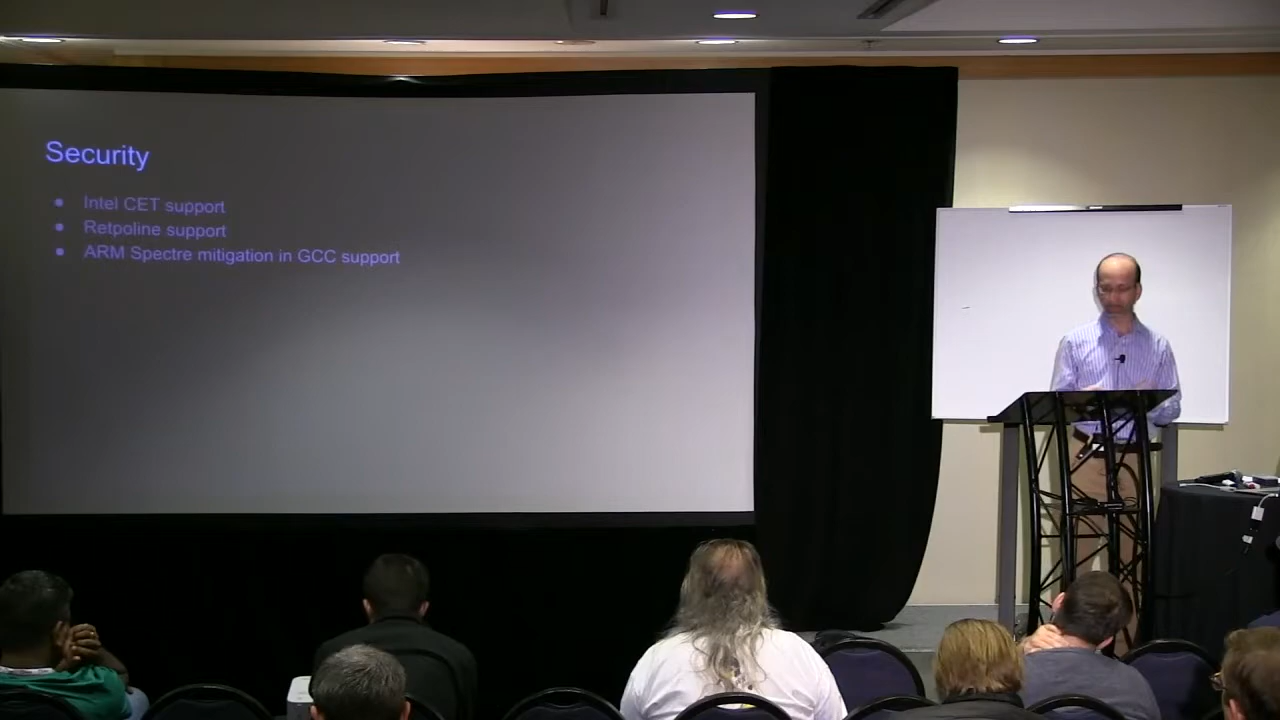 Security
● Intel CET support
● Retpoline support
● ARM Spectre mitigation in GCC support